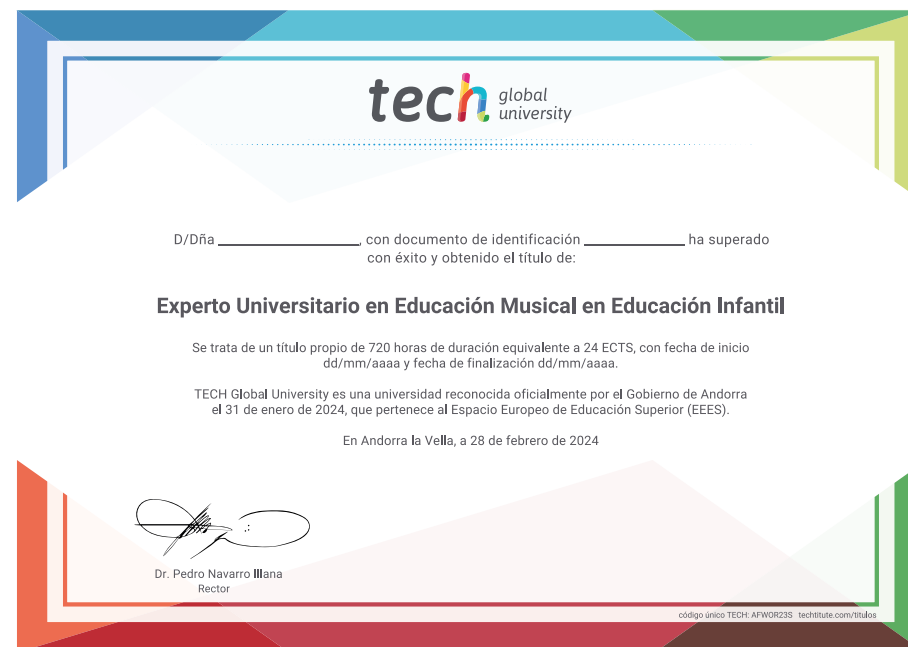 tech global university
D/Dña ________________, con documento de identificación ____________ ha superado
con éxito y obtenido el título de:
Experto Universitario en Educación Musical en Educación Infantil
Se trata de un título propio de 720 horas de duración equivalente a 24 ECTS, con fecha de inicio
dd/mm/aaaa y fecha de finalización dd/mm/aaaa.
TECH Global University es una universidad reconocida oficialmente por el Gobierno de Andorra
el 31 de enero de 2024, que pertenece al Espacio Europeo de Educación Superior (EEES).
En Andorra la Vella, a 28 de febrero de 2024
Dr. Pedro Navarro Illana
Rector
código único TECH: AFWOR23S techtitute.com/titulos